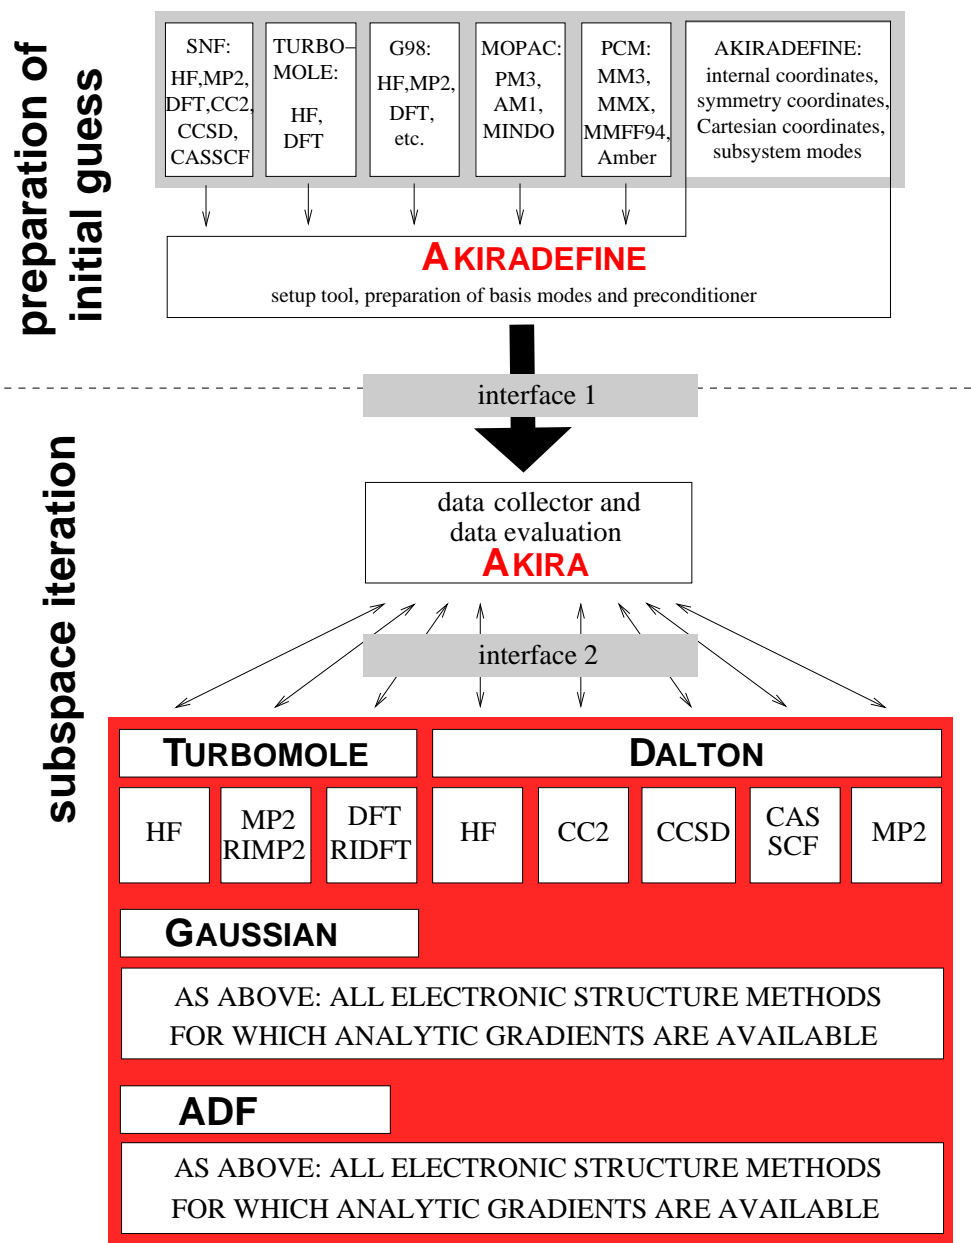 preparation of
initial guess
SNF:
HF,MP2,
DFT,CC2,
CCSD,
CASSCF
TURBO–
MOLE:
HF,
DFT
G98:
HF,MP2,
DFT,
etc.
MOPAC:
PM3,
AM1,
MINDO
PCM:
MM3,
MMX,
MMFF94,
Amber
AKIRADEFINE:
internal coordinates,
symmetry coordinates,
Cartesian coordinates,
subsystem modes
AKIRADEFINE
setup tool, preparation of basis modes and preconditioner
interface 1
subspace iteration
data collector and
data evaluation
AKIRA
interface 2
TURBOMOLE
DALTON
HF
MP2
RIMP2
DFT
RIDFT
HF
CC2
CCSD
CAS
SCF
MP2
GAUSSIAN
AS ABOVE: ALL ELECTRONIC STRUCTURE METHODS
FOR WHICH ANALYTIC GRADIENTS ARE AVAILABLE
ADF
AS ABOVE: ALL ELECTRONIC STRUCTURE METHODS
FOR WHICH ANALYTIC GRADIENTS ARE AVAILABLE